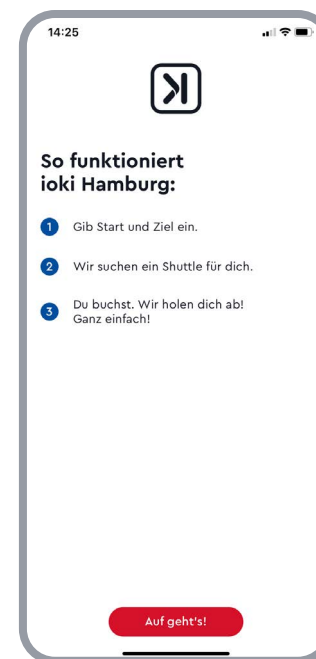 14:25
So funktioniert
ioki Hamburg:
1 Gib Start und Ziel ein.
2 Wir suchen ein Shuttle für dich.
3 Du buchst. Wir holen dich ab!
Ganz einfach!
Auf geht's!